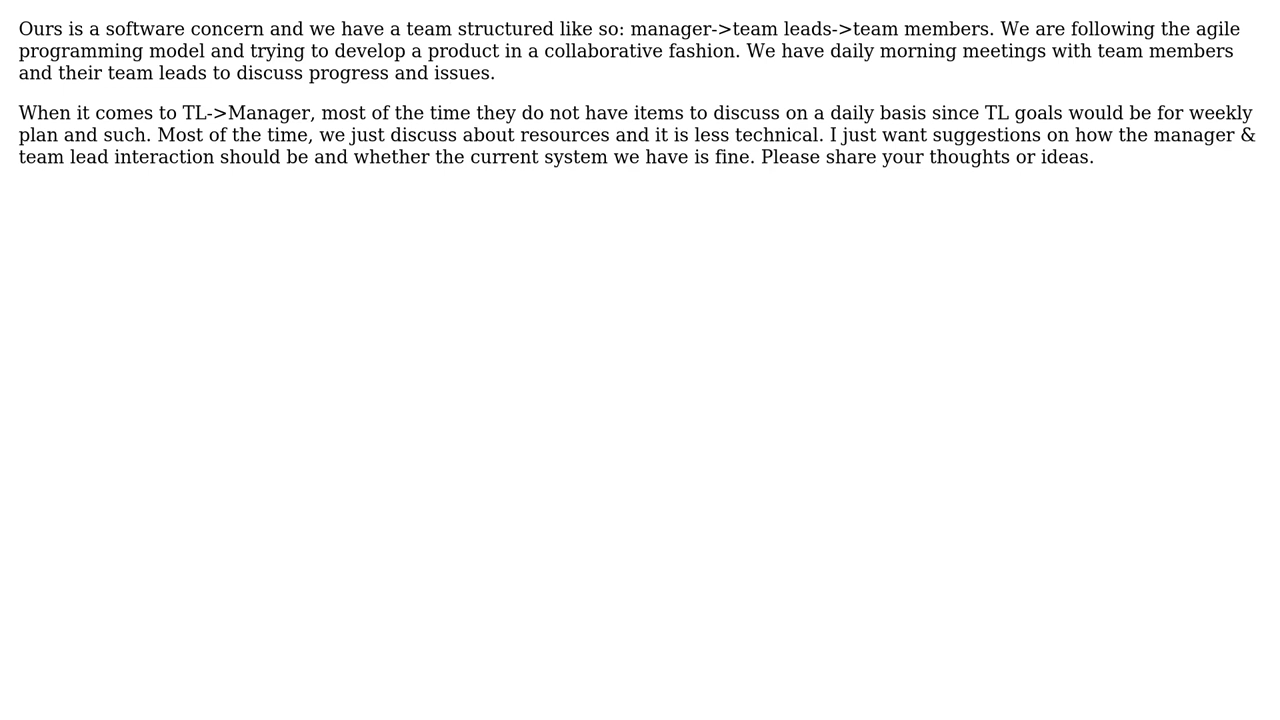 Ours is a software concern and we have a team structured like so: manager->team leads->team members. We are following the agile
programming model and trying to develop a product in a collaborative fashion. We have daily morning meetings with team members
and their team leads to discuss progress and issues.
When it comes to TL->Manager, most of the time they do not have items to discuss on a daily basis since TL goals would be for weekly
plan and such. Most of the time, we just discuss about resources and it is less technical. I just want suggestions on how the manager &
team lead interaction should be and whether the current system we have is fine. Please share your thoughts or ideas.